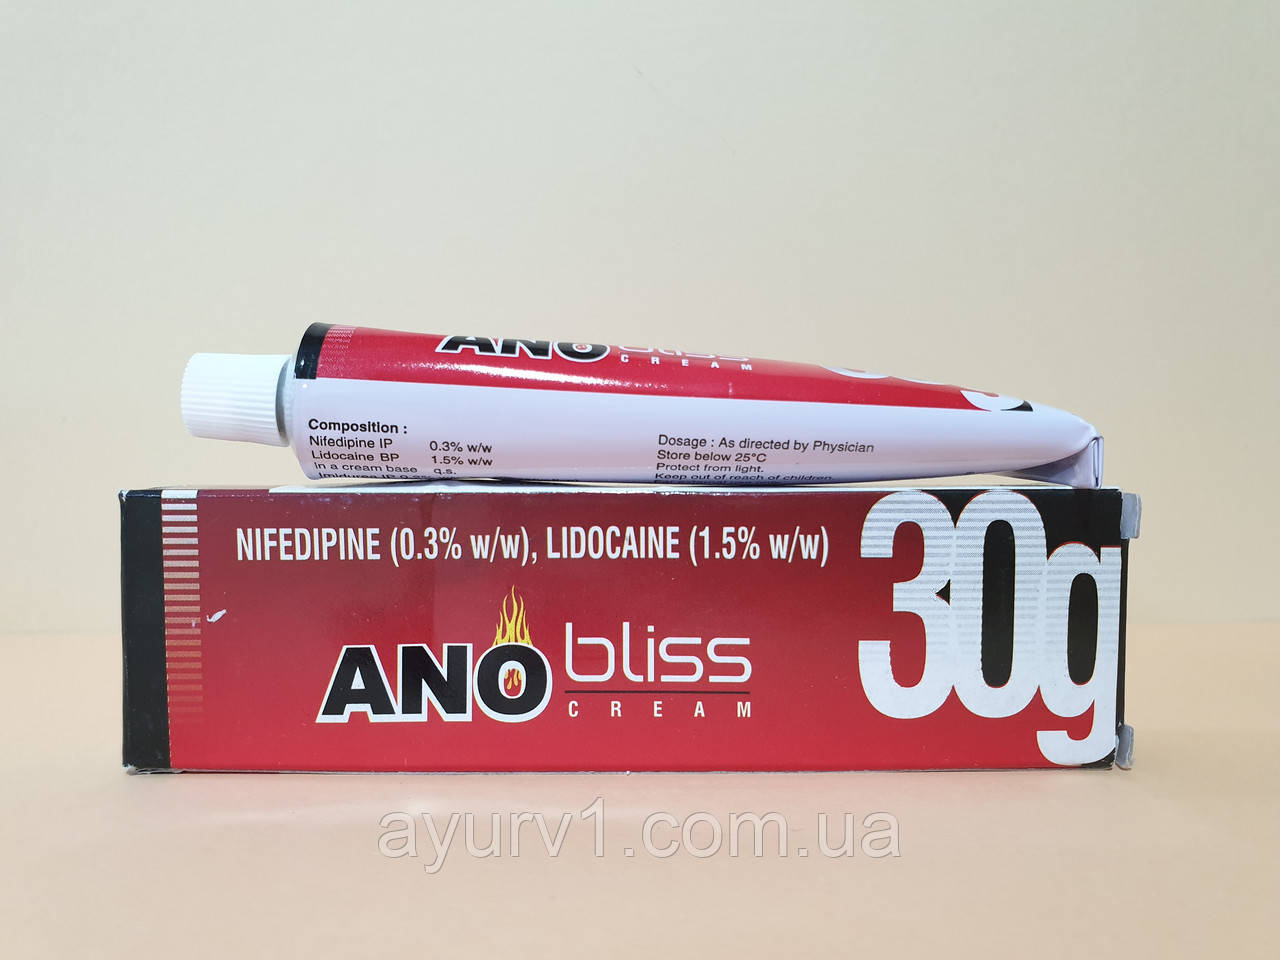 ANO bliss
CREAM
Composition :
Nifedipine IP 0.3% w/w
Lidocaine BP 1.5% w/w
In a cream base q.s.
Dosage : As directed by Physician
Store below 25°C
Protect from light.
Keep out of reach of children.
NIFEDIPINE (0.3% w/w), LIDOCAINE (1.5% w/w)
30g
ANO bliss
CREAM
ayurv1.com.ua